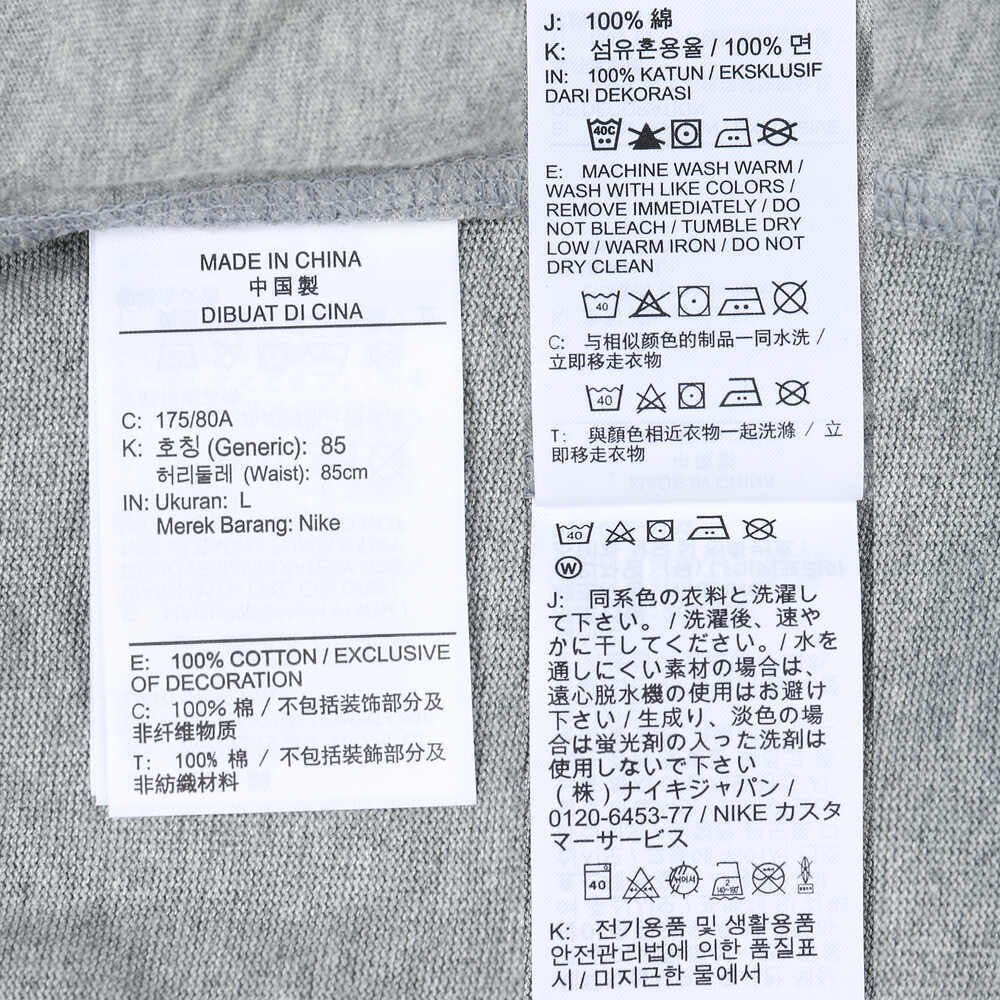 MADE IN CHINA
中国製
DIBUAT DI CINA
C: 175/80A
K: 호칭 (Generic): 85
허리둘레 (Waist): 85cm
IN: Ukuran: L
Merek Barang: Nike
E: 100% COTTON / EXCLUSIVE
OF DECORATION
C: 100% 棉 / 不包括装饰部分及
非纤维物质
T: 100% 棉 / 不包括裝飾部分及
非紡織材料
J: 100% 綿
K: 섬유혼용율 / 100% 면
IN: 100% KATUN / EKSKLUSIF
DARI DEKORASI
40C
E: MACHINE WASH WARM /
WASH WITH LIKE COLORS /
REMOVE IMMEDIATELY / DO
NOT BLEACH / TUMBLE DRY
LOW / WARM IRON / DO NOT
DRY CLEAN
40
C: 与相似颜色的制品一同水洗 /
立即移走衣物
40
T: 與顏色相近衣物一起洗滌 / 立
即移走衣物
40
W
J: 同系色の衣料と洗濯し
て下さい。 / 洗濯後、速や
かに干してください。/ 水を
通しにくい素材の場合は、
遠心脱水機の使用はお避け
下さい / 生成り、淡色の場
合は蛍光剤の入った洗剤は
使用しないで下さい
(株) ナイキジャパン /
0120-6453-77 / NIKE カスタ
マーサービス
40 2 140~160℃
K: 전기용품 및 생활용품
안전관리법에 의한 품질표
시 / 미지근한 물에서